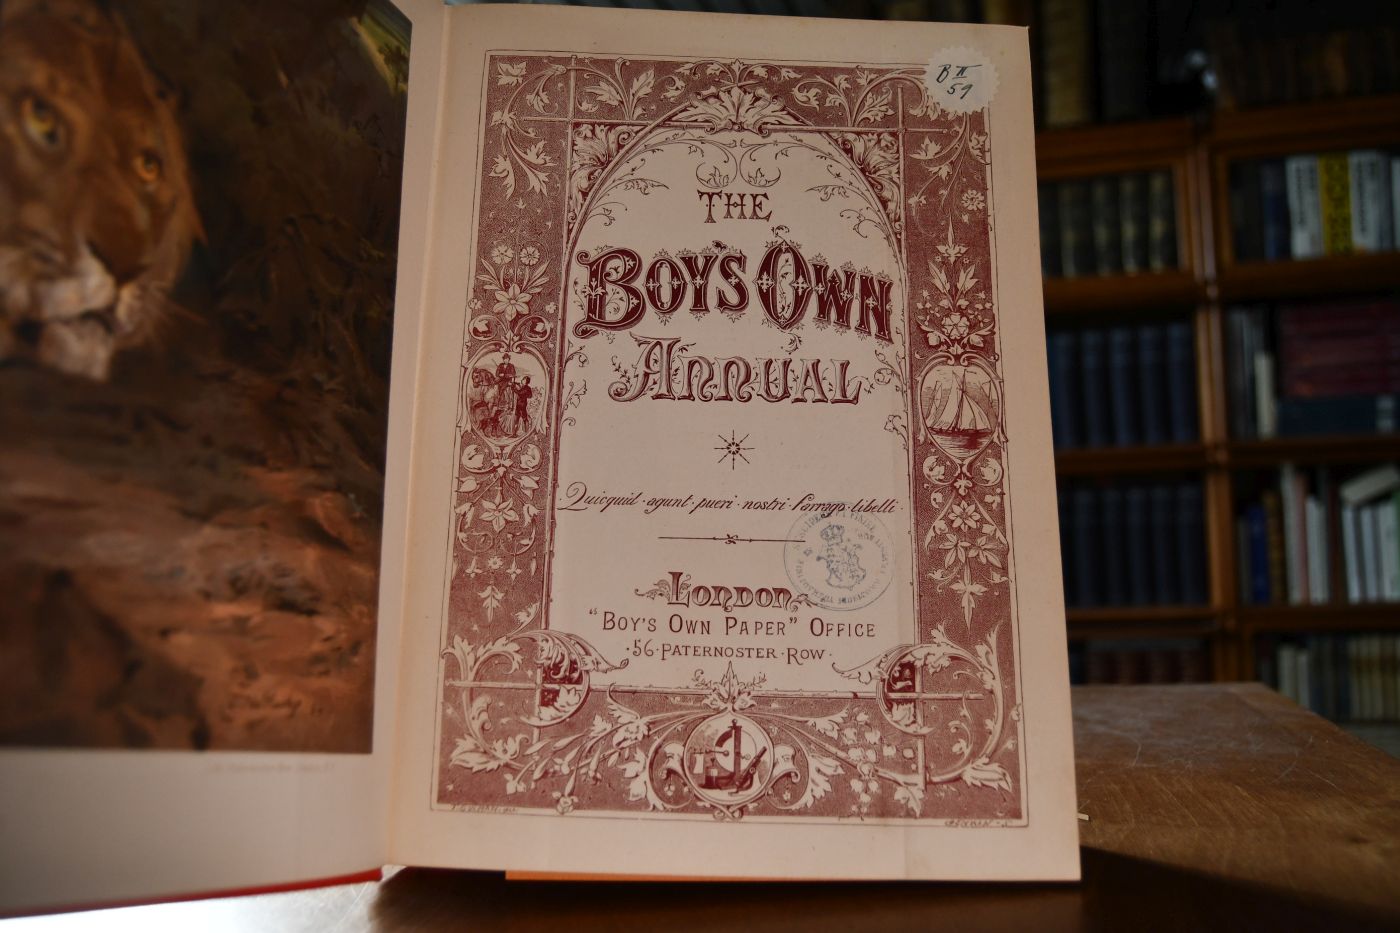 B II
59
THE
BOY'S OWN
ANNUAL
Quicquid · agunt · pueri · nostri farrago · libelli ·
LONDON
"BOY'S OWN PAPER" OFFICE
· 56 · PATERNOSTER · ROW ·